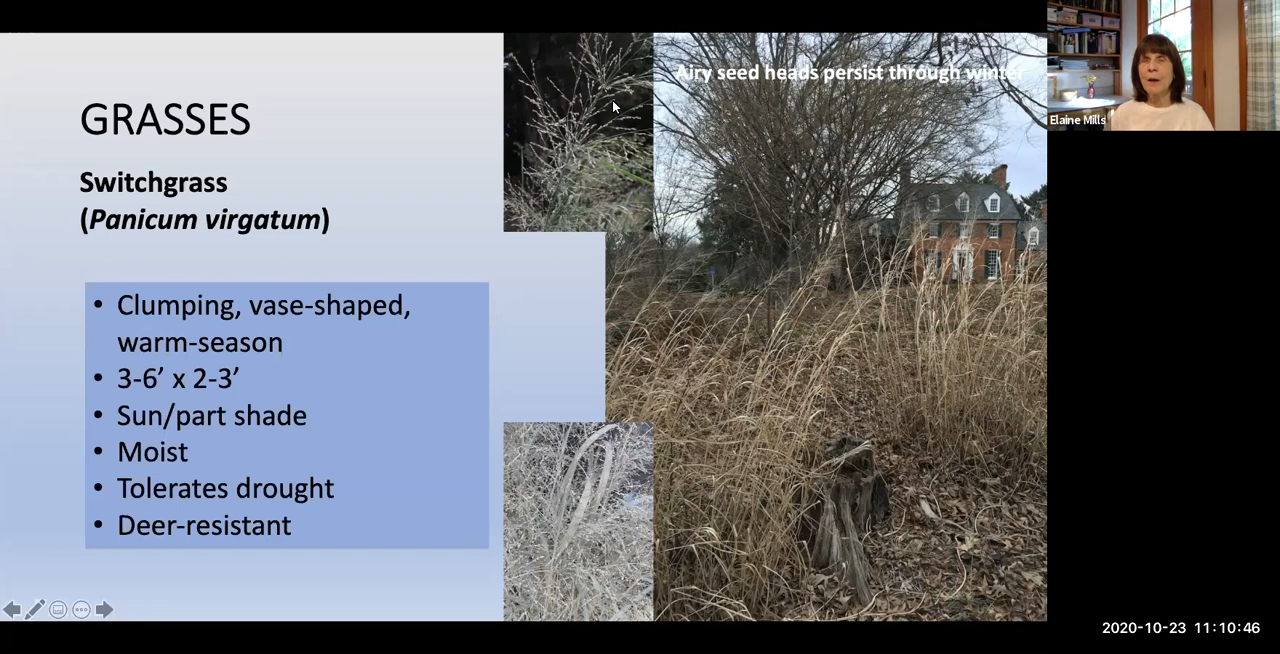 GRASSES
Switchgrass
(Panicum virgatum)
• Clumping, vase-shaped,
warm-season
• 3-6’ x 2-3’
• Sun/part shade
• Moist
• Tolerates drought
• Deer-resistant
Airy seed heads persist through winter
Elaine Mills
2020-10-23 11:10:46